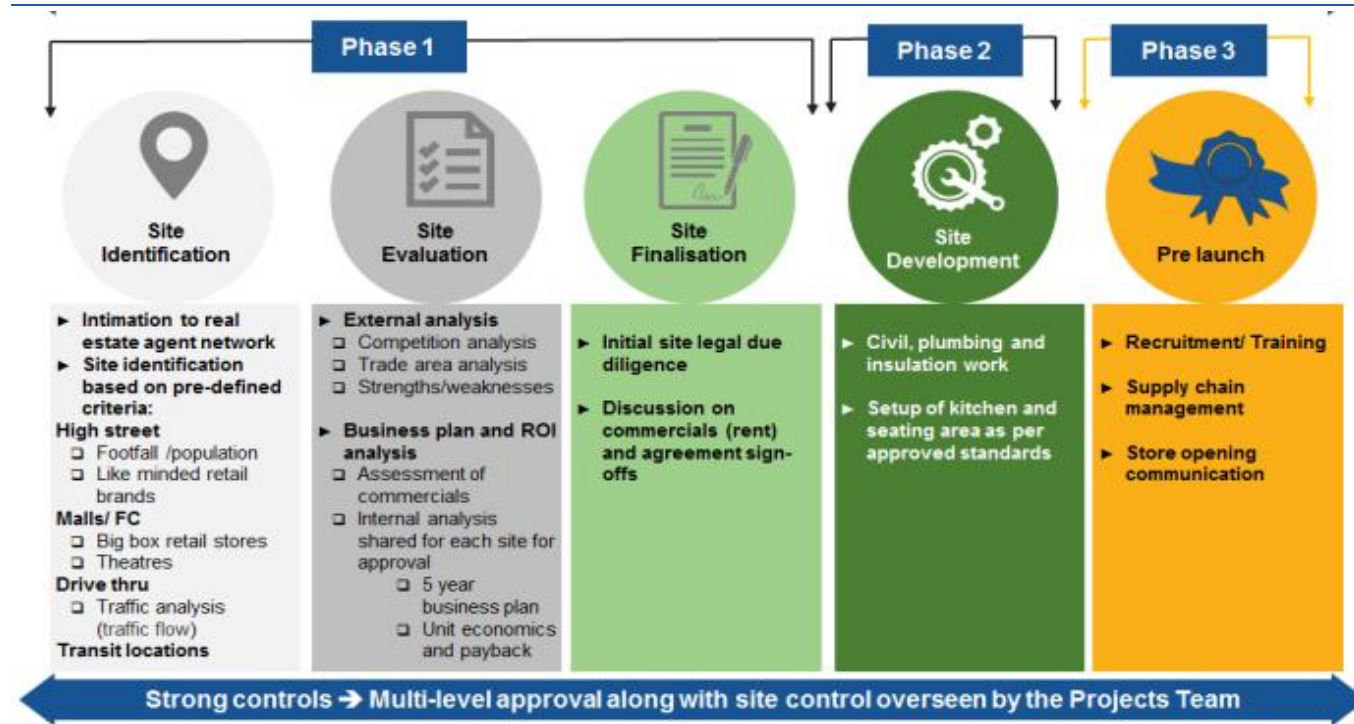 Phase 1
Phase 2
Phase 3
Site
Identification
Site
Evaluation
Site
Finalisation
Site
Development
Pre launch
► Intimation to real
estate agent network
► Site identification
based on pre-defined
criteria:
High street
❑ Footfall /population
❑ Like minded retail
brands
Malls/ FC
❑ Big box retail stores
❑ Theatres
Drive thru
❑ Traffic analysis
(traffic flow)
Transit locations
► External analysis
❑ Competition analysis
❑ Trade area analysis
❑ Strengths/weaknesses
► Business plan and ROI
analysis
❑ Assessment of
commercials
❑ Internal analysis
shared for each site for
approval
❑ 5 year
business plan
❑ Unit economics
and payback
► Initial site legal due
diligence
► Discussion on
commercials (rent)
and agreement sign-
offs
► Civil, plumbing and
insulation work
► Setup of kitchen and
seating area as per
approved standards
► Recruitment/ Training
► Supply chain
management
► Store opening
communication
Strong controls → Multi-level approval along with site control overseen by the Projects Team